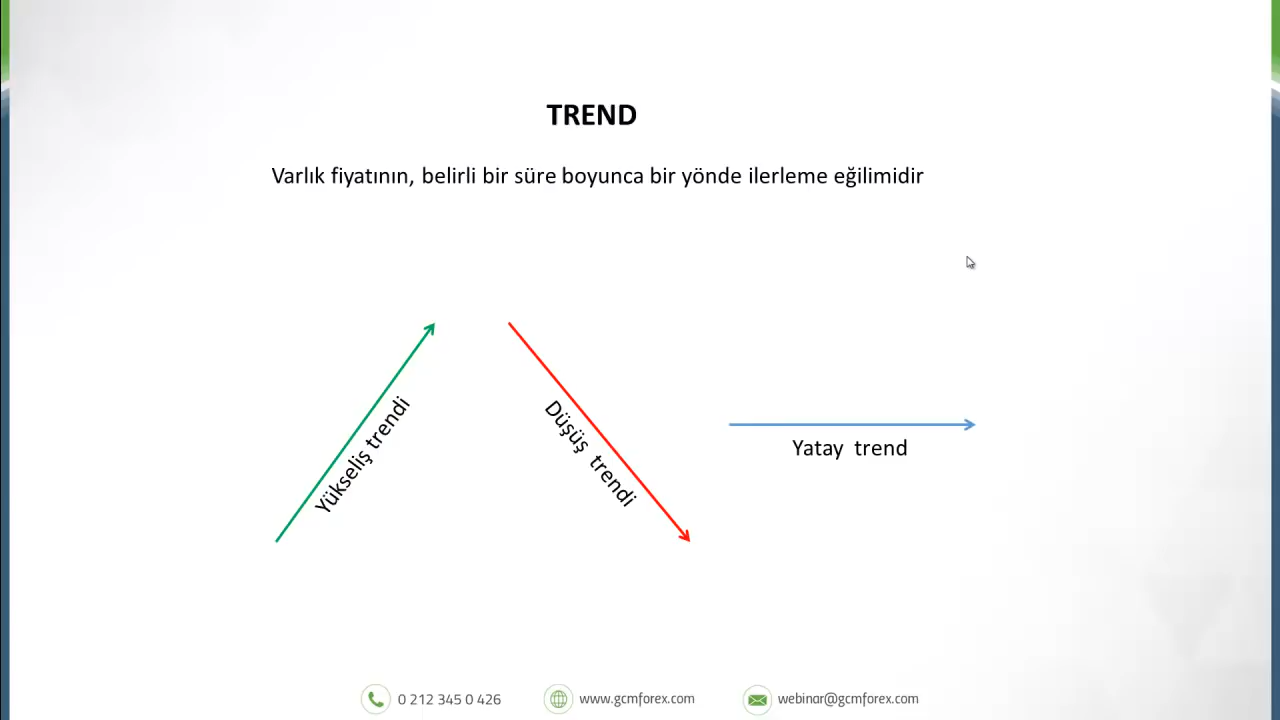 TREND
Varlık fiyatının, belirli bir süre boyunca bir yönde ilerleme eğilimidir
Yükseliş trendi
Düşüş trendi
Yatay trend
0 212 345 0 426
www.gcmforex.com
webinar@gcmforex.com